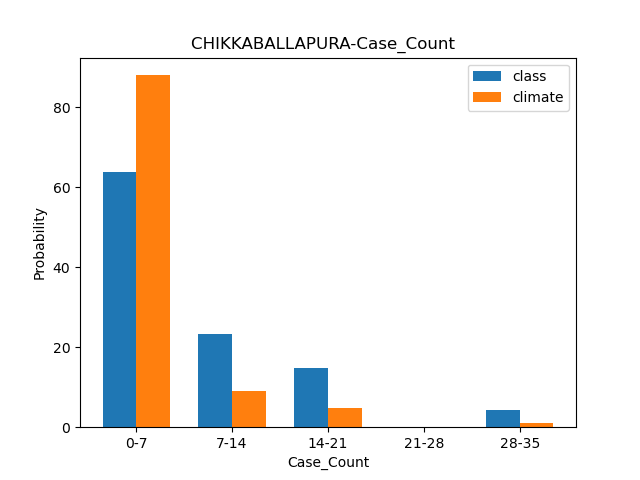 CHIKKABALLAPURA-Case_Count
class
climate
Probability
80
60
40
20
0
0-7 7-14 14-21 21-28 28-35
Case_Count